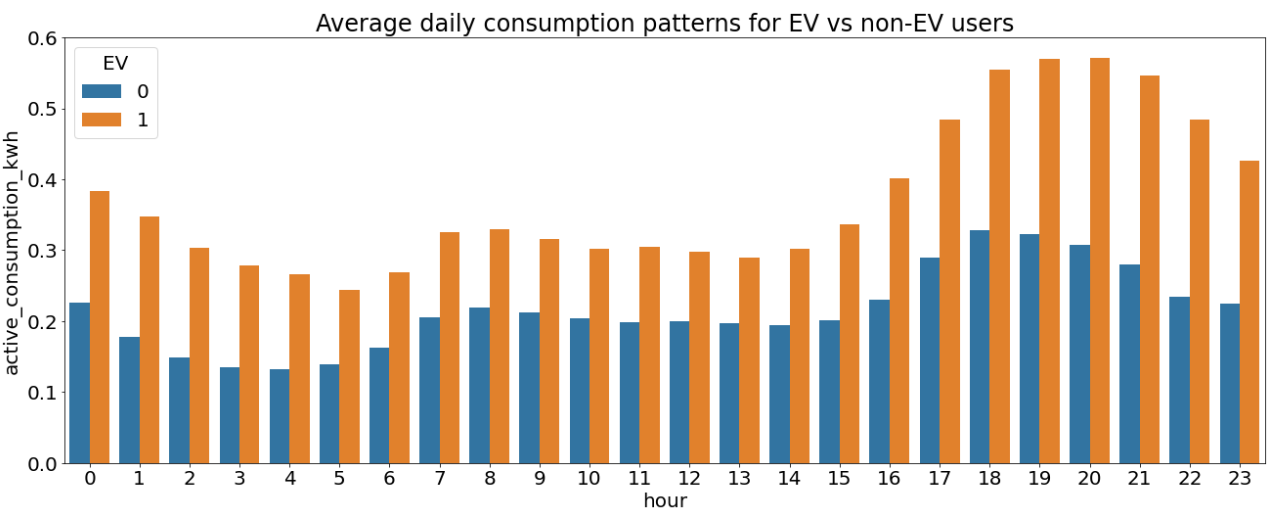 Average daily consumption patterns for EV vs non-EV users
EV
0
1
active_consumption_kwh
0.6
0.5
0.4
0.3
0.2
0.1
0.0
0 1 2 3 4 5 6 7 8 9 10 11 12 13 14 15 16 17 18 19 20 21 22 23
hour